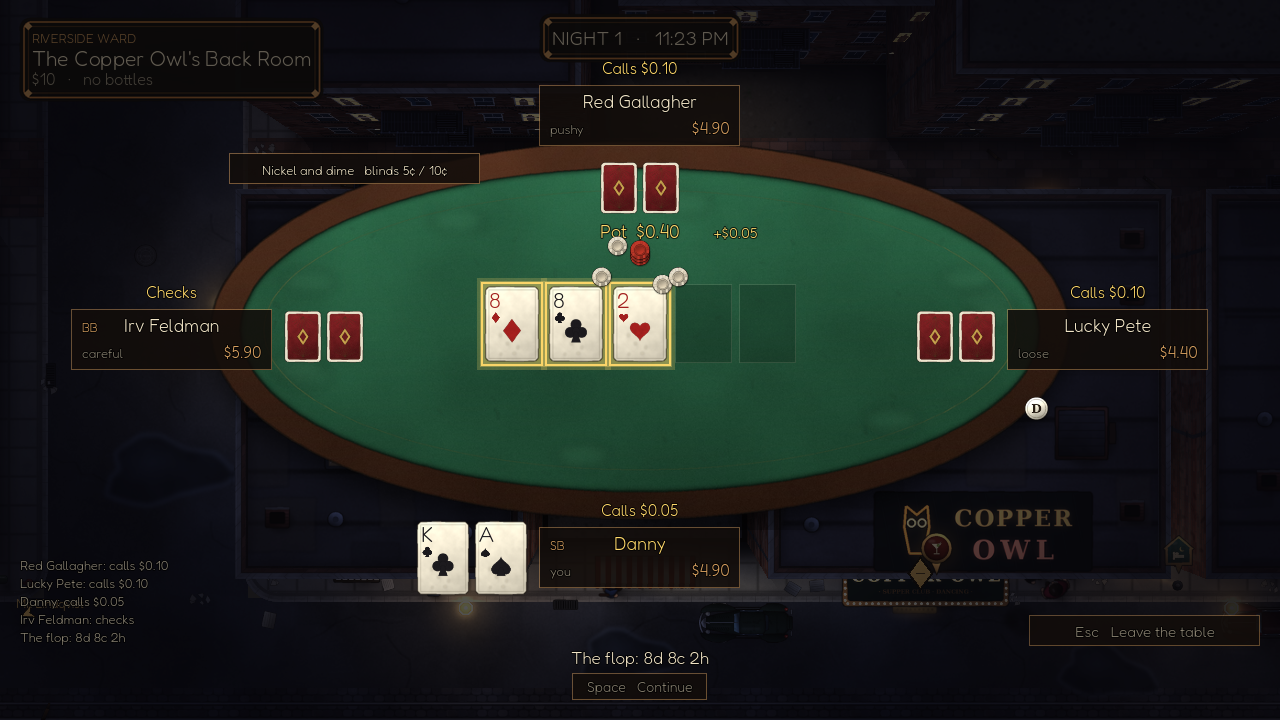 RIVERSIDE WARD
The Copper Owl's Back Room
$10 · no bottles
NIGHT 1 · 11:23 PM
Calls $0.10
Red Gallagher
pushy $4.90
Nickel and dime blinds 5¢ / 10¢
Pot $0.40 +$0.05
Checks
BB Irv Feldman
careful $5.90
8 8 2
Calls $0.10
Lucky Pete
loose $4.40
D
Calls $0.05
K A
SB Danny
you $4.90
COPPER
OWL
Red Gallagher: calls $0.10
Lucky Pete: calls $0.10
Danny: calls $0.05
Irv Feldman: checks
The flop: 8d 8c 2h
Esc Leave the table
The flop: 8d 8c 2h
Space Continue